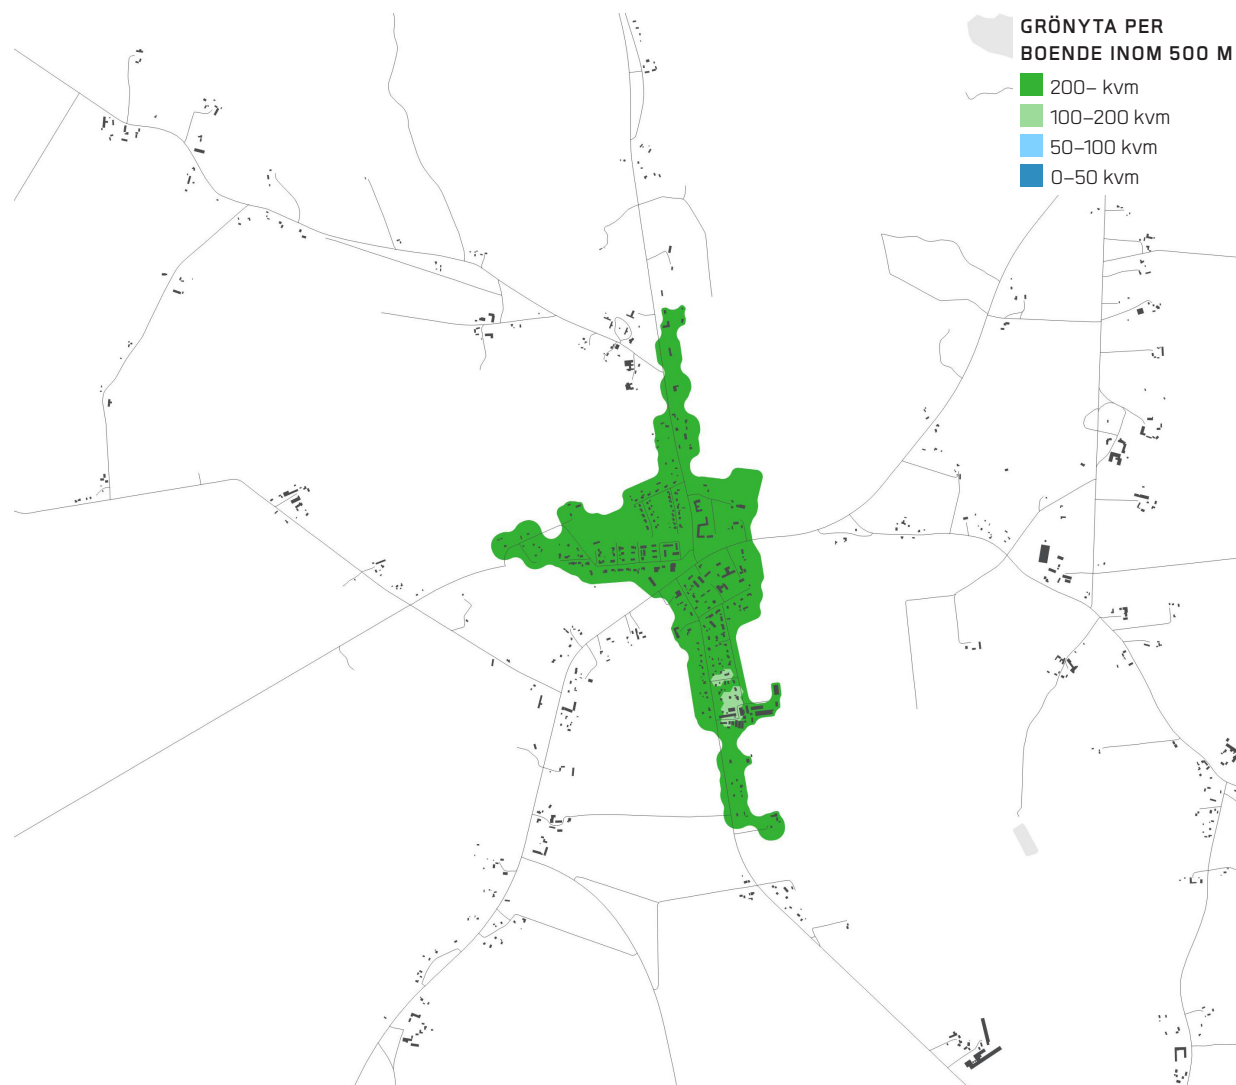 GRÖNYTA PER
BOENDE INOM 500 M
200– kvm
100–200 kvm
50–100 kvm
0–50 kvm